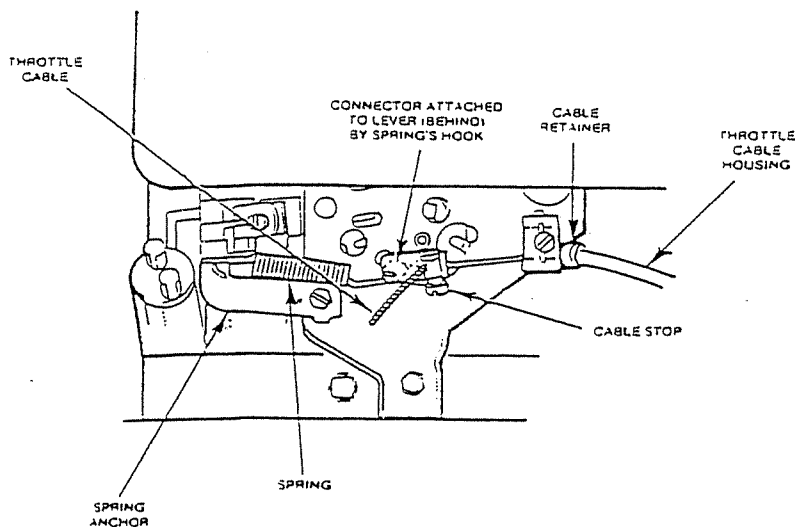 THROTTLE
CABLE
CONNECTOR ATTACHED
TO LEVER (BEHIND)
BY SPRING'S HOOK
CABLE
RETAINER
THROTTLE
CABLE
HOUSING
CABLE STOP
SPRING
SPRING
ANCHOR